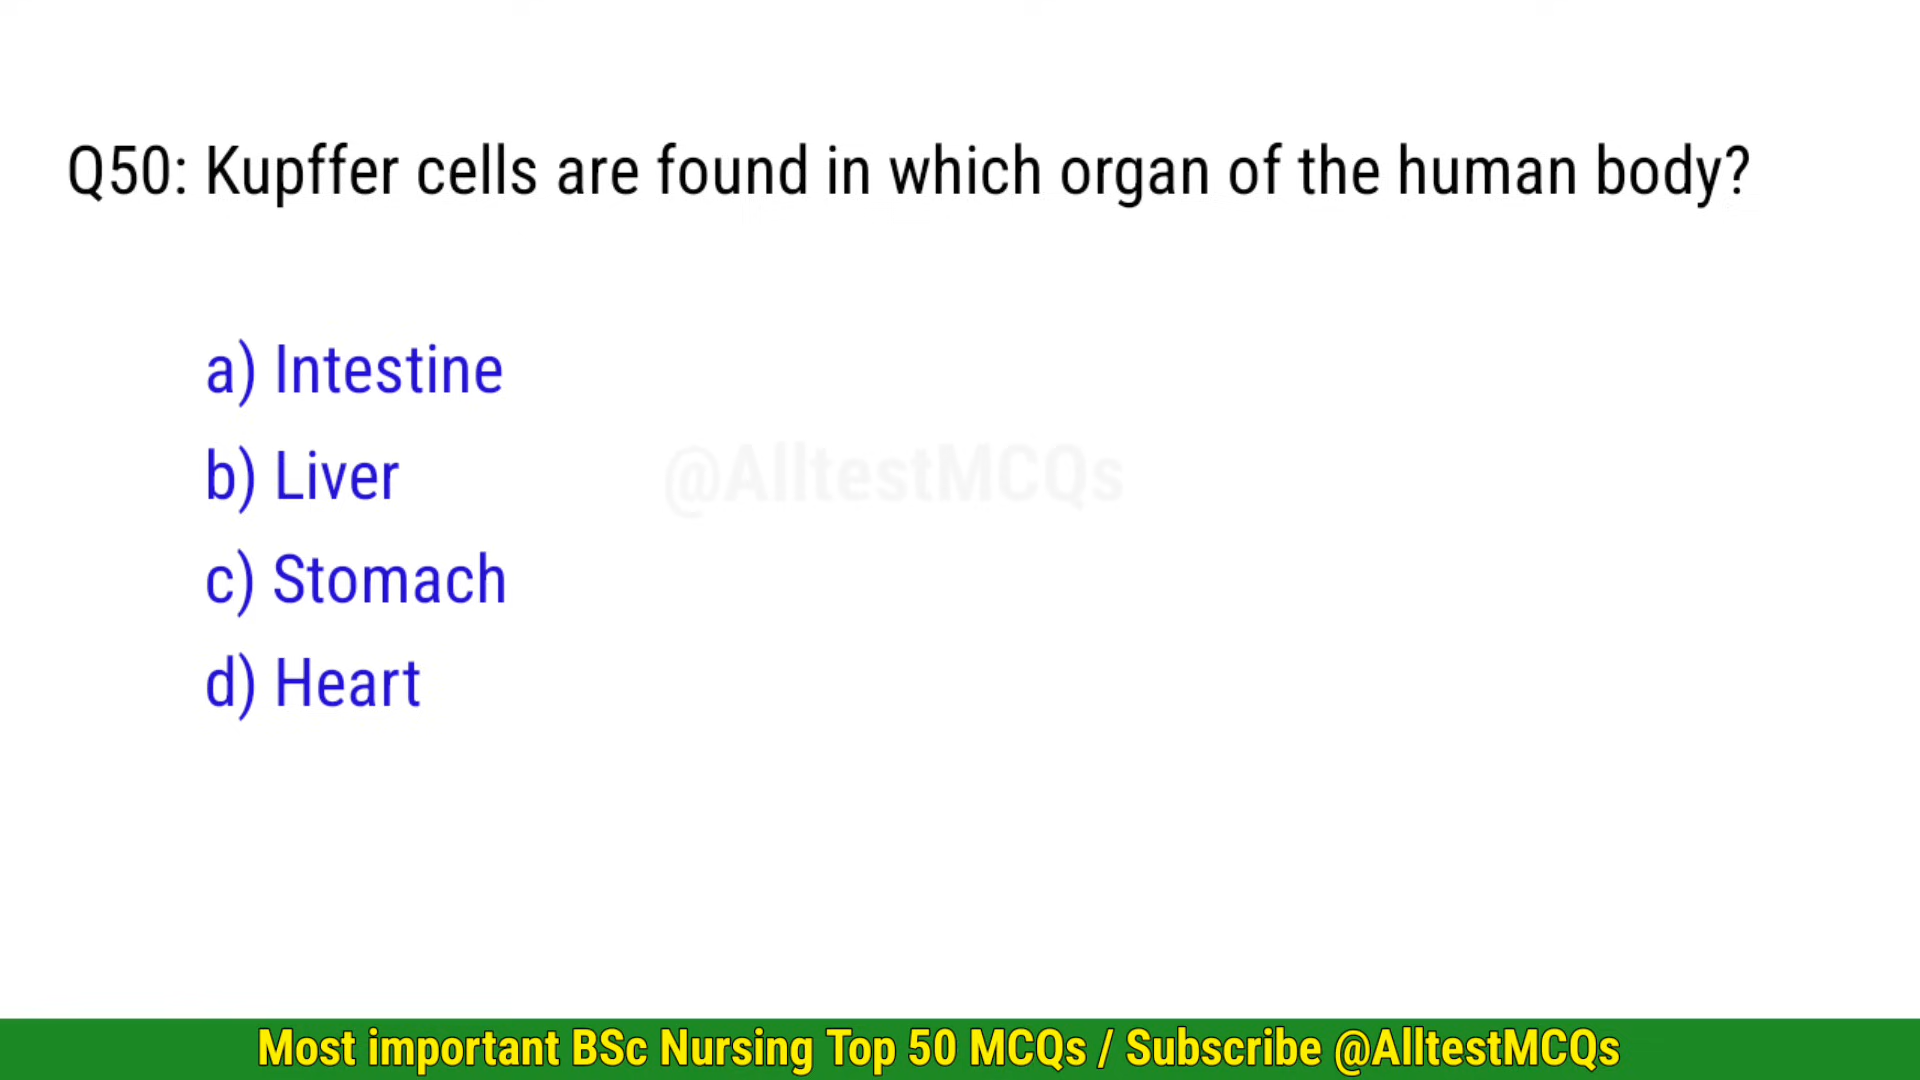 Q50: Kupffer cells are found in which organ of the human body?
a) Intestine
b) Liver
@AlltestMCQs
c) Stomach
d) Heart
Most important BSc Nursing Top 50 MCQs / Subscribe @AlltestMCQs